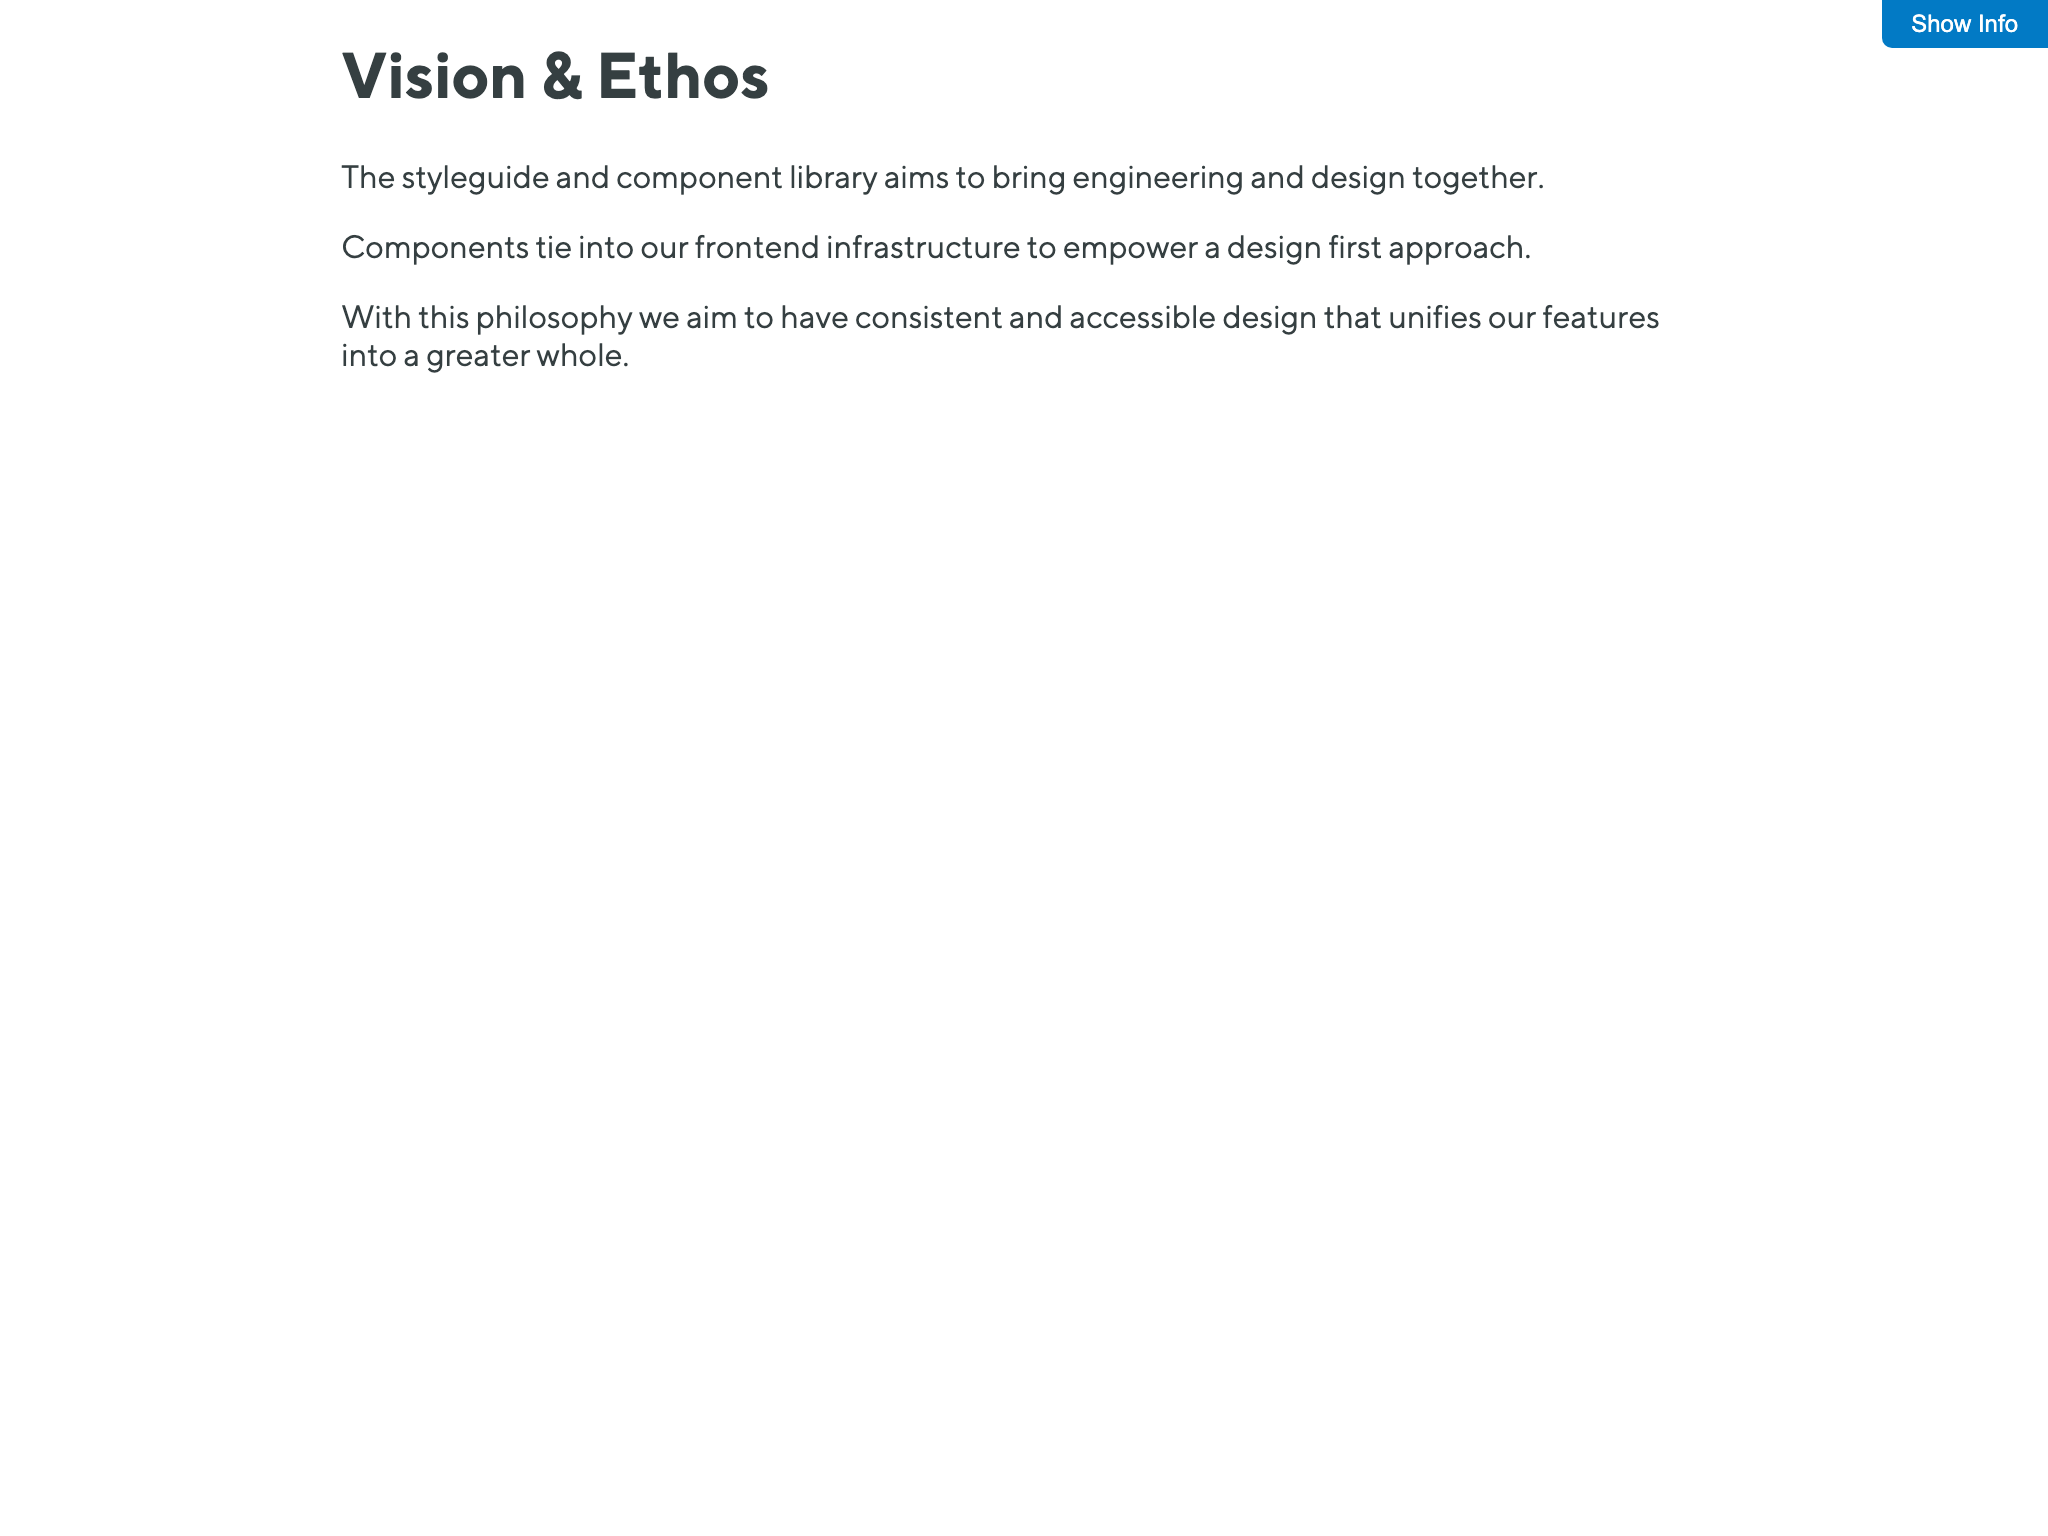 Show Info
Vision & Ethos
The styleguide and component library aims to bring engineering and design together.
Components tie into our frontend infrastructure to empower a design first approach.
With this philosophy we aim to have consistent and accessible design that unifies our features
into a greater whole.